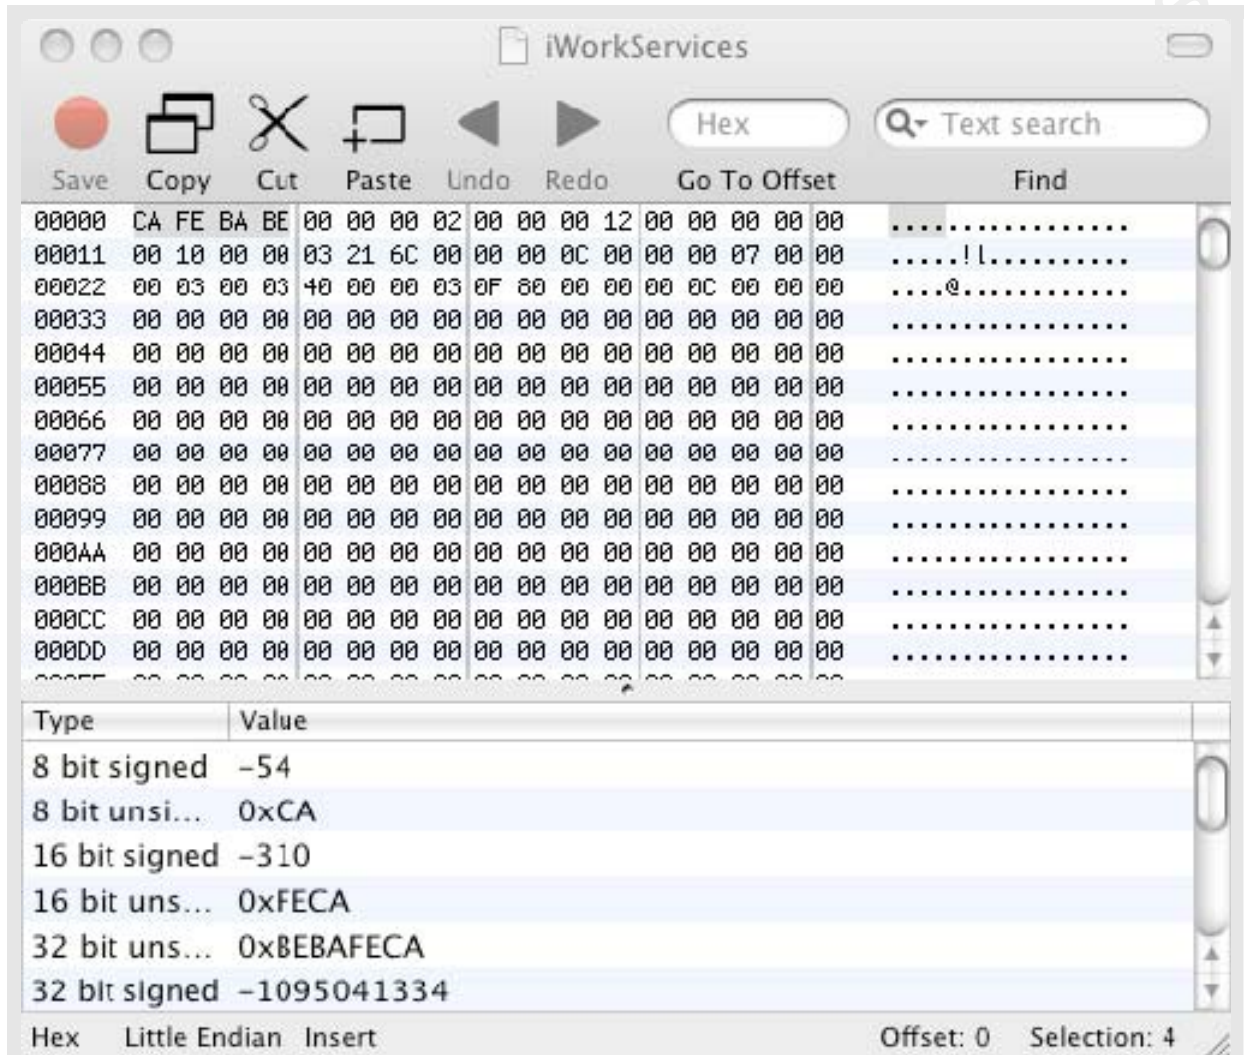 iWorkServices
Hex Text search
Save Copy Cut Paste Undo Redo Go To Offset Find
00000 CA FE BA BE 00 00 00 02 00 00 00 12 00 00 00 00 00 .................
00011 00 10 00 00 03 21 6C 00 00 00 0C 00 00 00 07 00 00 .....!l..........
00022 00 03 00 03 40 00 00 03 0F 80 00 00 00 0C 00 00 00 ....@............
00033 00 00 00 00 00 00 00 00 00 00 00 00 00 00 00 00 00 .................
00044 00 00 00 00 00 00 00 00 00 00 00 00 00 00 00 00 00 .................
00055 00 00 00 00 00 00 00 00 00 00 00 00 00 00 00 00 00 .................
00066 00 00 00 00 00 00 00 00 00 00 00 00 00 00 00 00 00 .................
00077 00 00 00 00 00 00 00 00 00 00 00 00 00 00 00 00 00 .................
00088 00 00 00 00 00 00 00 00 00 00 00 00 00 00 00 00 00 .................
00099 00 00 00 00 00 00 00 00 00 00 00 00 00 00 00 00 00 .................
000AA 00 00 00 00 00 00 00 00 00 00 00 00 00 00 00 00 00 .................
000BB 00 00 00 00 00 00 00 00 00 00 00 00 00 00 00 00 00 .................
000CC 00 00 00 00 00 00 00 00 00 00 00 00 00 00 00 00 00 .................
000DD 00 00 00 00 00 00 00 00 00 00 00 00 00 00 00 00 00 .................
Type Value
8 bit signed -54
8 bit unsi... 0xCA
16 bit signed -310
16 bit uns... 0xFECA
32 bit uns... 0xBEBAFECA
32 bit signed -1095041334
Hex Little Endian Insert Offset: 0 Selection: 4